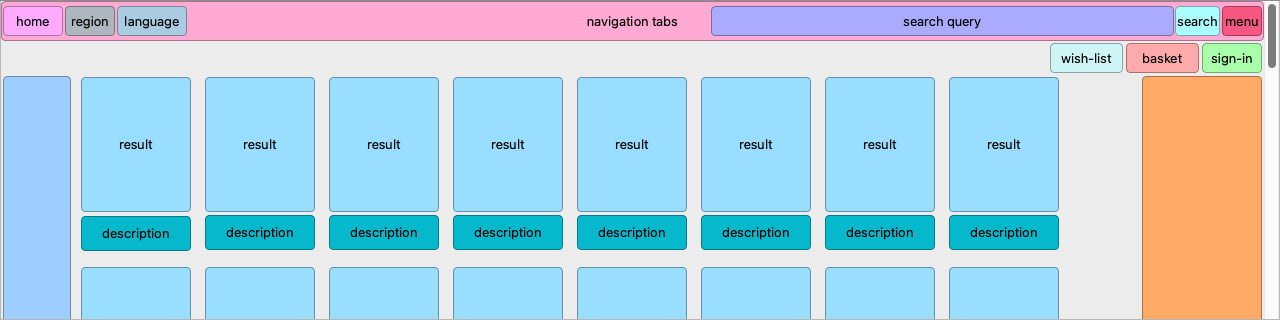 home region language navigation tabs search query search menu
wish-list basket sign-in
result result result result result result result result
description description description description description description description description